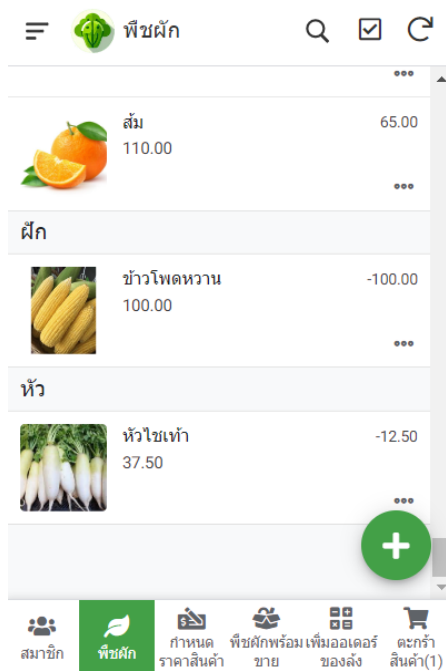 พืชผัก
ส้ม 65.00
110.00
ฝัก
ข้าวโพดหวาน -100.00
100.00
หัว
หัวไชเท้า -12.50
37.50
สมาชิก
พืชผัก
กำหนด
ราคาสินค้า
พืชผักพร้อม
ขาย
เพิ่มออเดอร์
ของลัง
ตะกร้า
สินค้า(1)